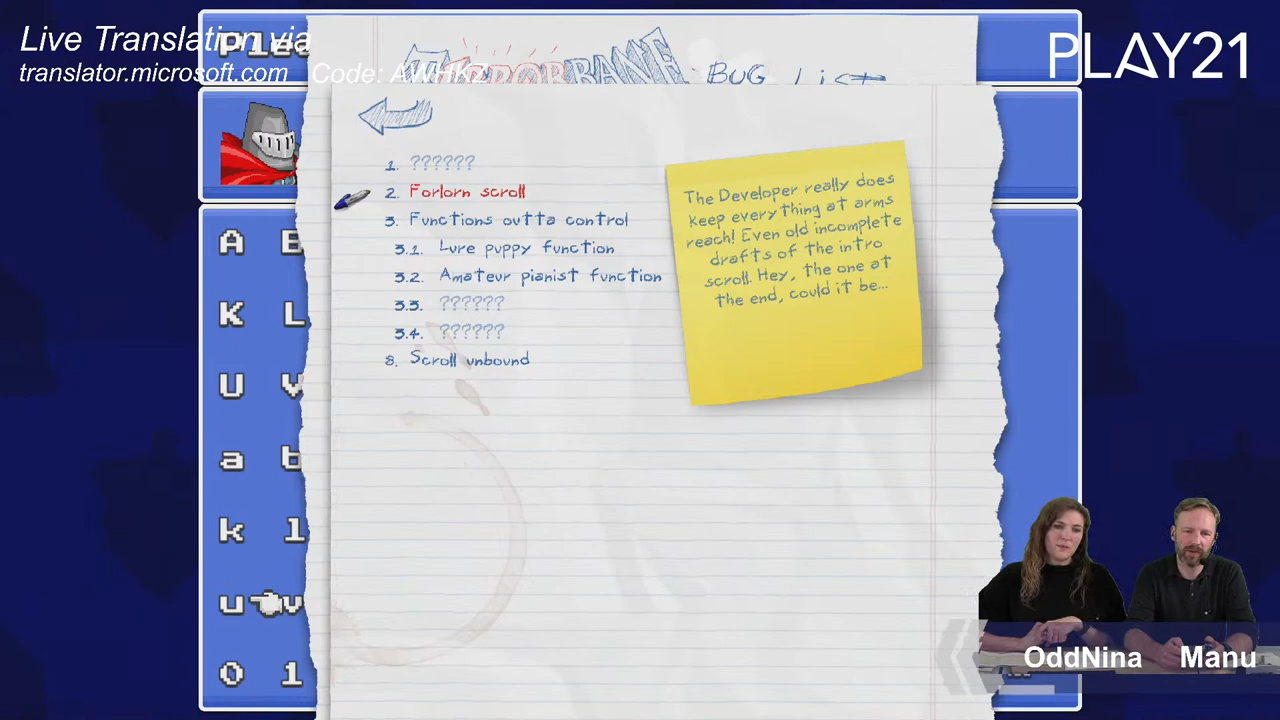 Live Translation via
translator.microsoft.com Code: AWHKZ
PLAY21
BUG List
1. ??????
2. Forlorn scroll
3. Functions outta control
3.1. Lure puppy function
3.2. Amateur pianist function
3.3. ??????
3.4. ??????
8. Scroll unbound
The Developer really does
keep everything at arms
reach! Even old incomplete
drafts of the intro
scroll. Hey, the one at
the end, could it be...
A
K L
U V
a b
k l
u v
0 1
OddNina Manu